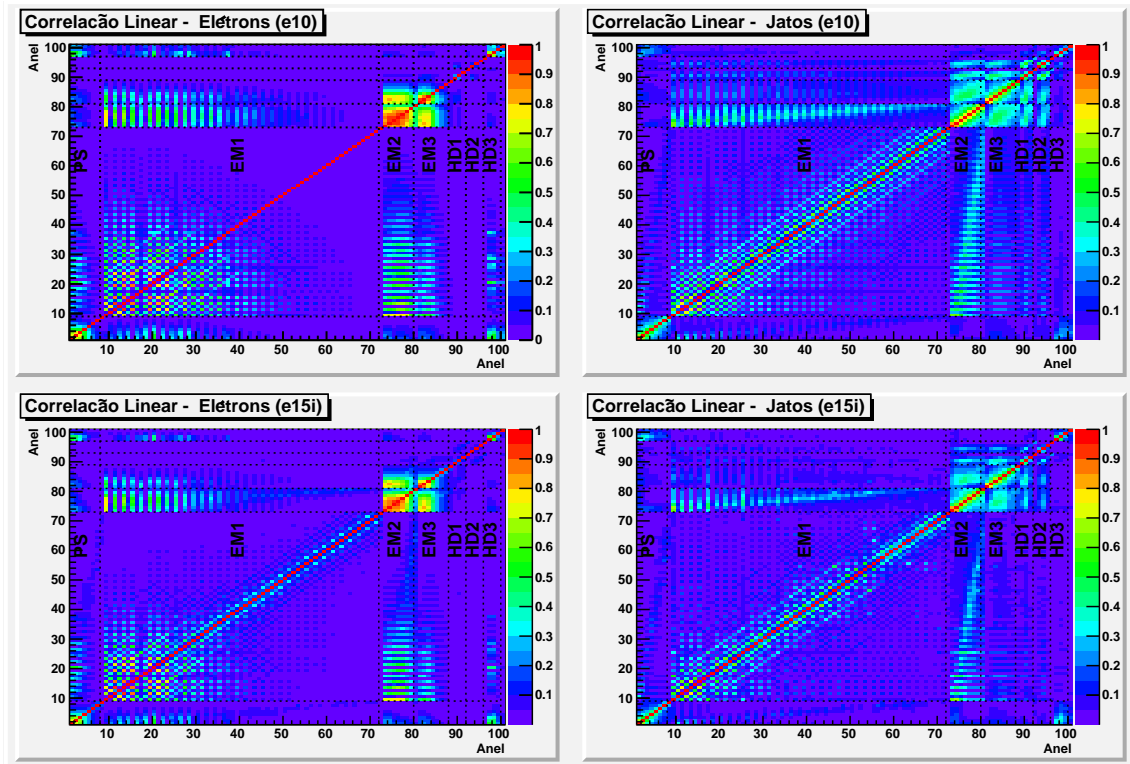 Correlacão Linear - Elétrons (e10)
Anel
100
90
80
70
60
50
40
30
20
10
PS
EM1
EM2
EM3
HD1
HD2
HD3
10 20 30 40 50 60 70 80 90 100
Anel
1
0.9
0.8
0.7
0.6
0.5
0.4
0.3
0.2
0.1
0
Correlacão Linear - Jatos (e10)
Anel
100
90
80
70
60
50
40
30
20
10
PS
EM1
EM2
EM3
HD1
HD2
HD3
10 20 30 40 50 60 70 80 90 100
Anel
1
0.9
0.8
0.7
0.6
0.5
0.4
0.3
0.2
0.1
Correlacão Linear - Elétrons (e15i)
Anel
100
90
80
70
60
50
40
30
20
10
PS
EM1
EM2
EM3
HD1
HD2
HD3
10 20 30 40 50 60 70 80 90 100
Anel
1
0.9
0.8
0.7
0.6
0.5
0.4
0.3
0.2
0.1
Correlacão Linear - Jatos (e15i)
Anel
100
90
80
70
60
50
40
30
20
10
PS
EM1
EM2
EM3
HD1
HD2
HD3
10 20 30 40 50 60 70 80 90 100
Anel
1
0.9
0.8
0.7
0.6
0.5
0.4
0.3
0.2
0.1